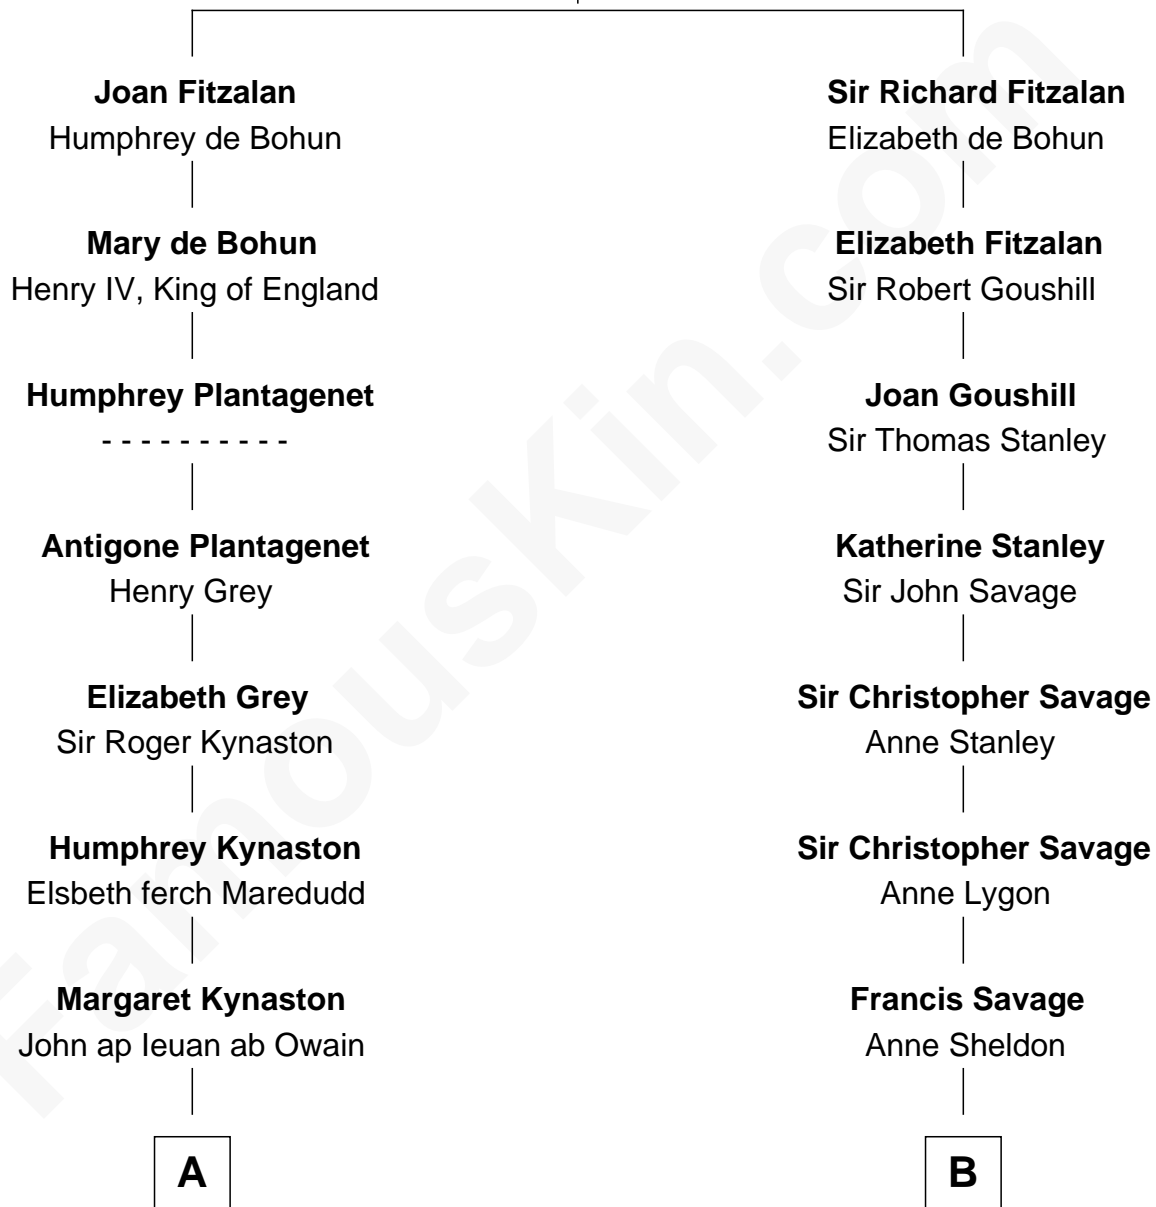 Joan Fitzalan
Humphrey de Bohun
Mary de Bohun
Henry IV, King of England
Humphrey Plantagenet
- - - - - - - - - -
Antigone Plantagenet
Henry Grey
Elizabeth Grey
Sir Roger Kynaston
Humphrey Kynaston
Elsbeth ferch Maredudd
Margaret Kynaston
John ap Ieuan ab Owain
A
Sir Richard Fitzalan
Elizabeth de Bohun
Elizabeth Fitzalan
Sir Robert Goushill
Joan Goushill
Sir Thomas Stanley
Katherine Stanley
Sir John Savage
Sir Christopher Savage
Anne Stanley
Sir Christopher Savage
Anne Lygon
Francis Savage
Anne Sheldon
B
FamousKin.com